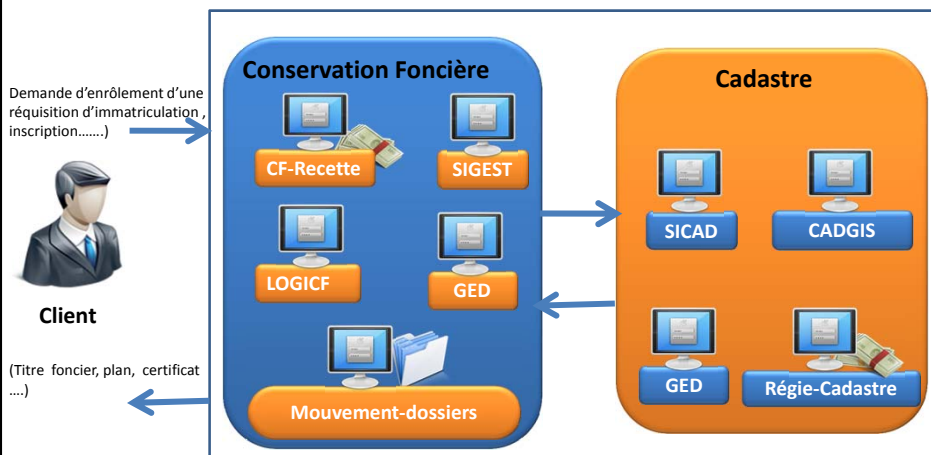 Demande d'enrôlement d'une
réquisition d'immatriculation ,
inscription.......)
Client
(Titre foncier, plan, certificat
....)
Conservation Foncière
CF-Recette
SIGEST
LOGICF
GED
Mouvement-dossiers
Cadastre
SICAD
CADGIS
GED
Régie-Cadastre